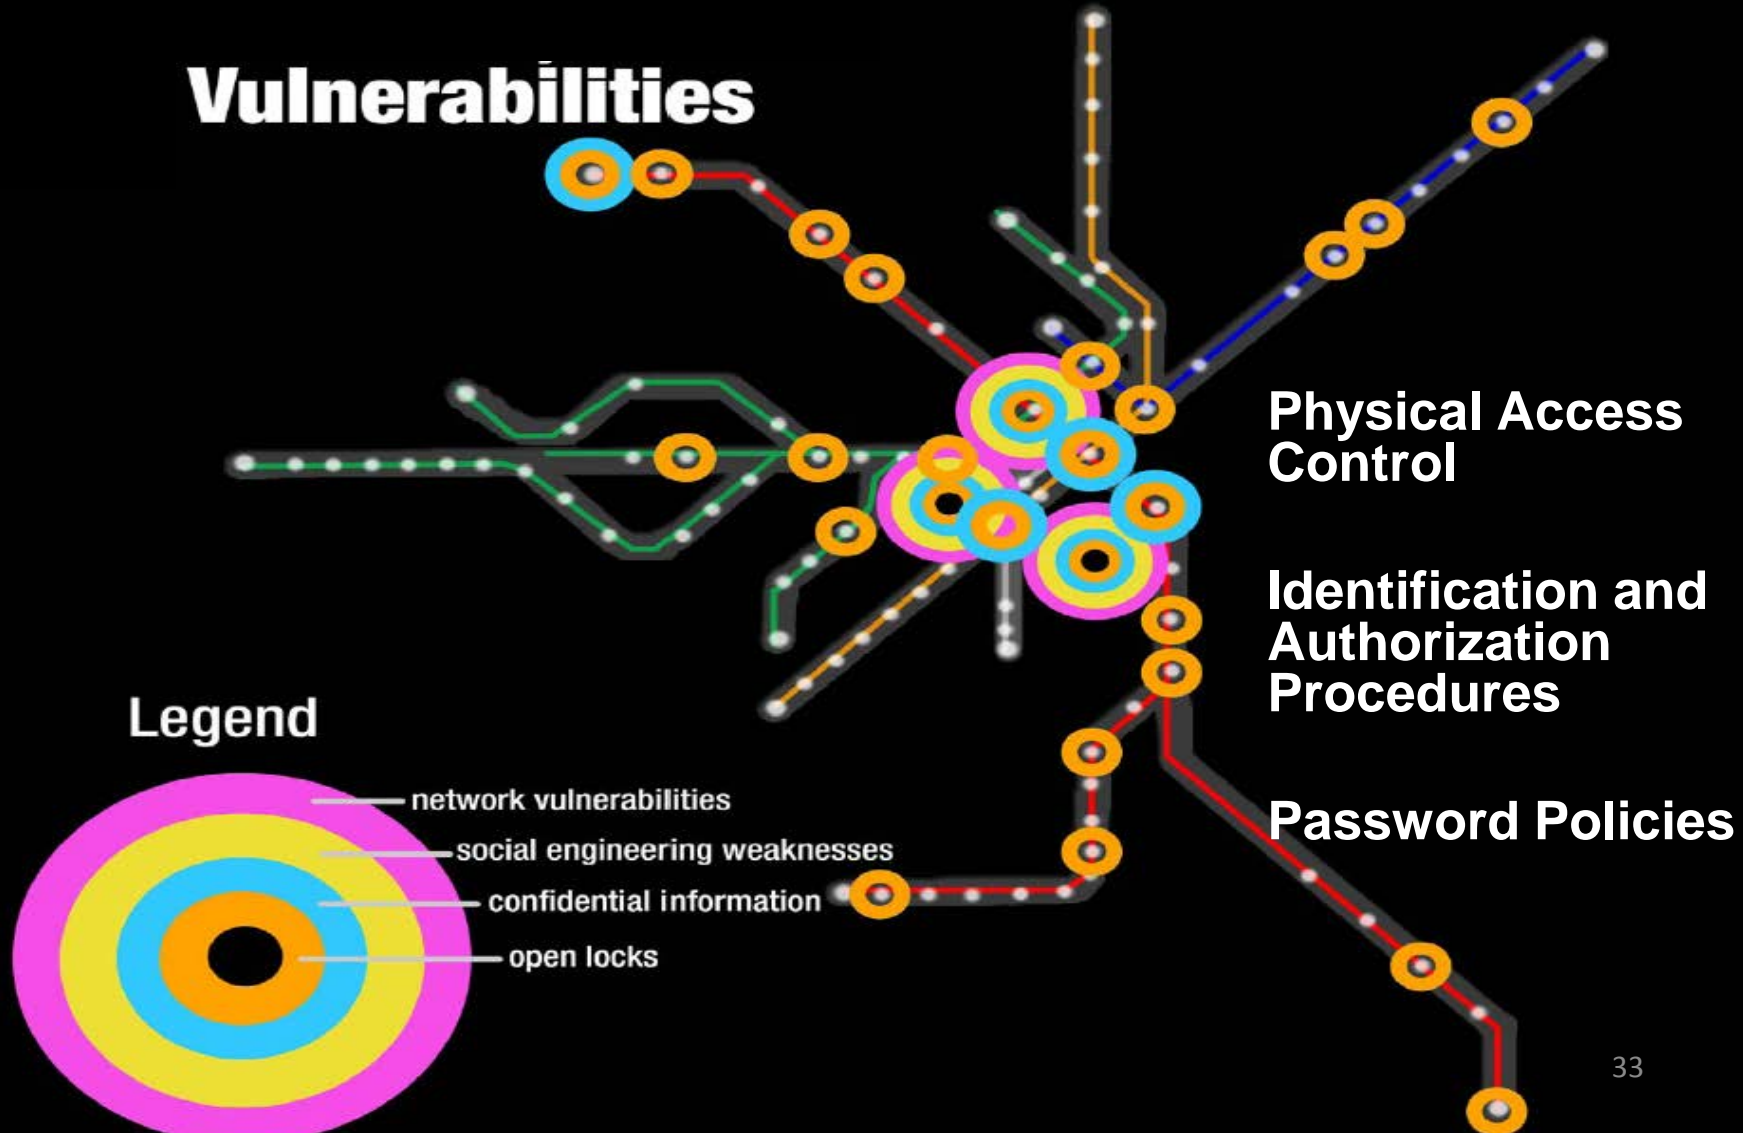 Vulnerabilities
Physical Access
Control
Identification and
Authorization
Procedures
Password Policies
Legend
network vulnerabilities
social engineering weaknesses
confidential information
open locks
33